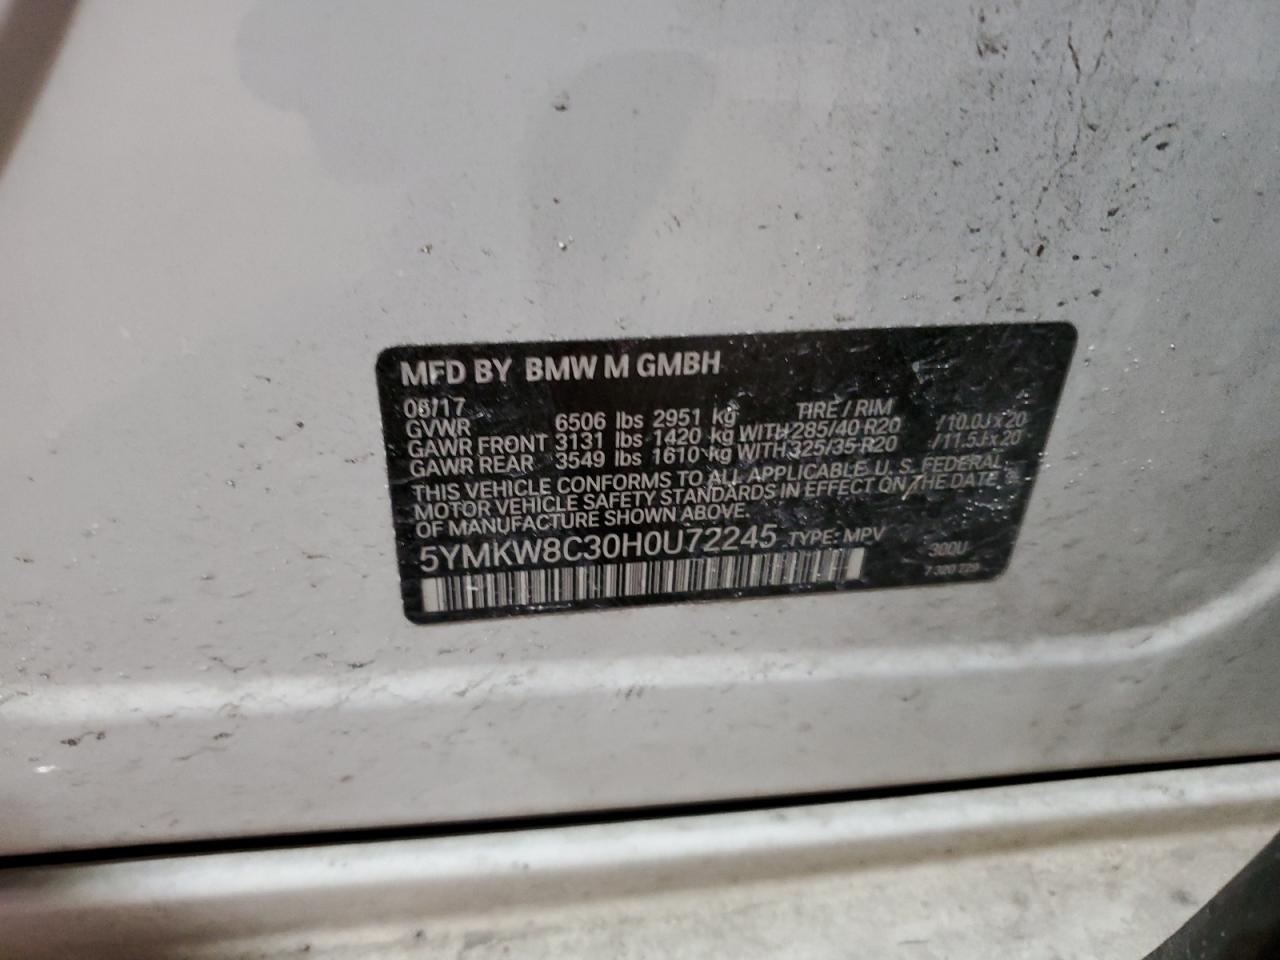 MFD BY BMW M GMBH
06/17 TIRE / RIM
GVWR 6506 lbs 2951 kg
GAWR FRONT 3131 lbs 1420 kg WITH 285/40 R20 /10.0J x 20
GAWR REAR 3549 lbs 1610 kg WITH 325/35 R20 /11.5J x 20
THIS VEHICLE CONFORMS TO ALL APPLICABLE U. S. FEDERAL
MOTOR VEHICLE SAFETY STANDARDS IN EFFECT ON THE DATE
OF MANUFACTURE SHOWN ABOVE.
5YMKW8C30H0U72245 TYPE: MPV
300U
7 320 729